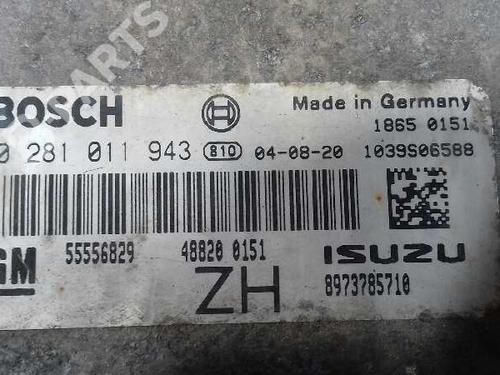 PARTS
BOSCH
Made in Germany
1865 0151
0 281 011 943 810 04-08-20 1039S06588
GM 55556829 48820 0151 ISUZU
ZH 8973785710